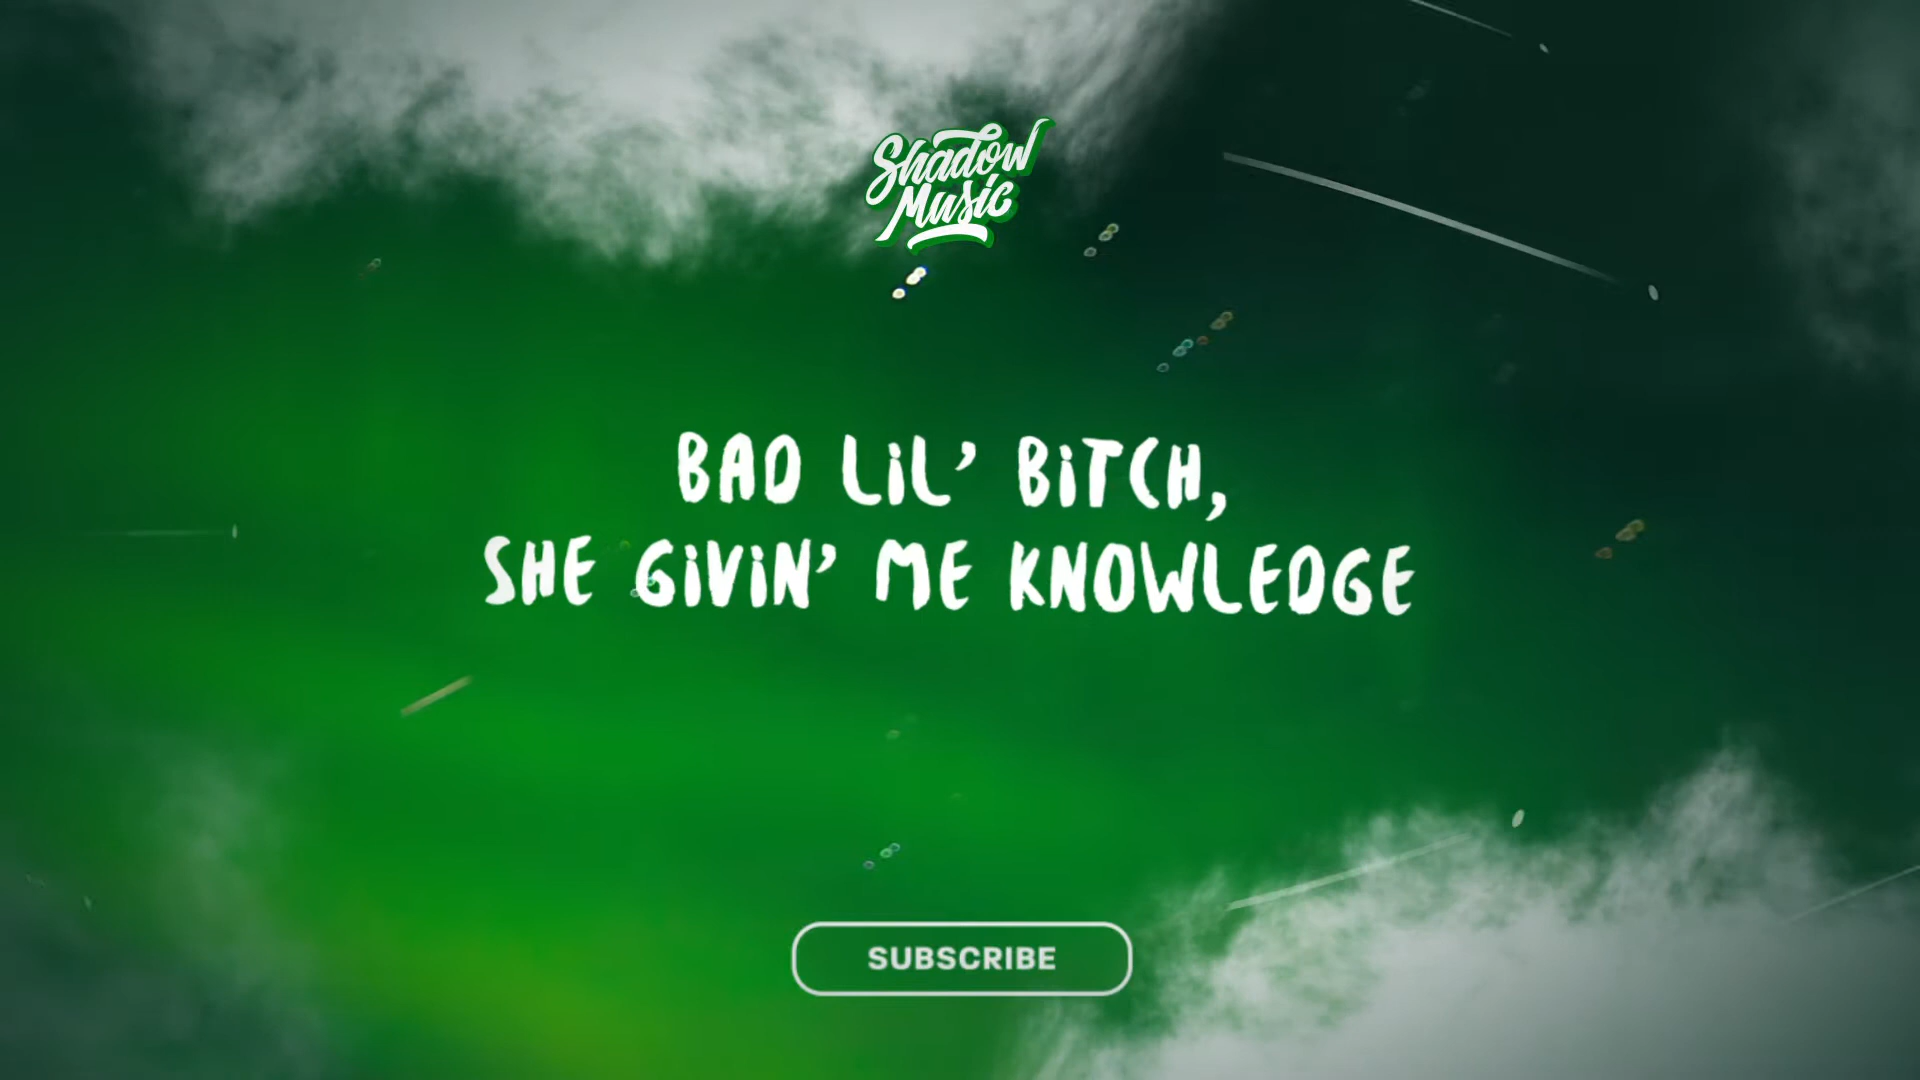 Shadow
Music
BAD LiL' BiTCH,
SHE GiViN' ME KNOWLEDGE
SUBSCRIBE